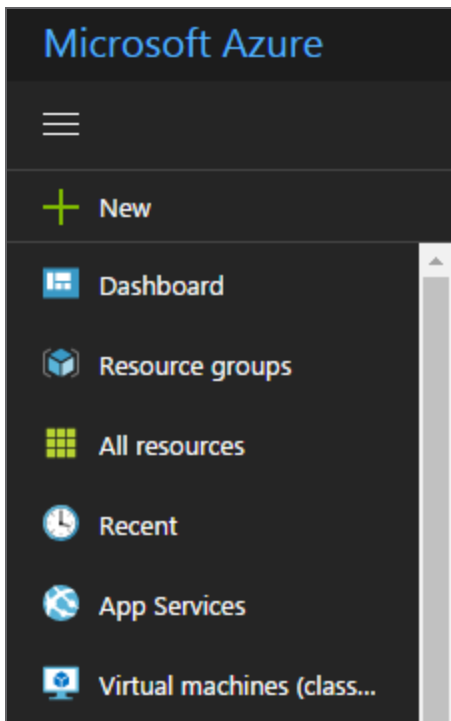 Microsoft Azure
New
Dashboard
Resource groups
All resources
Recent
App Services
Virtual machines (class...